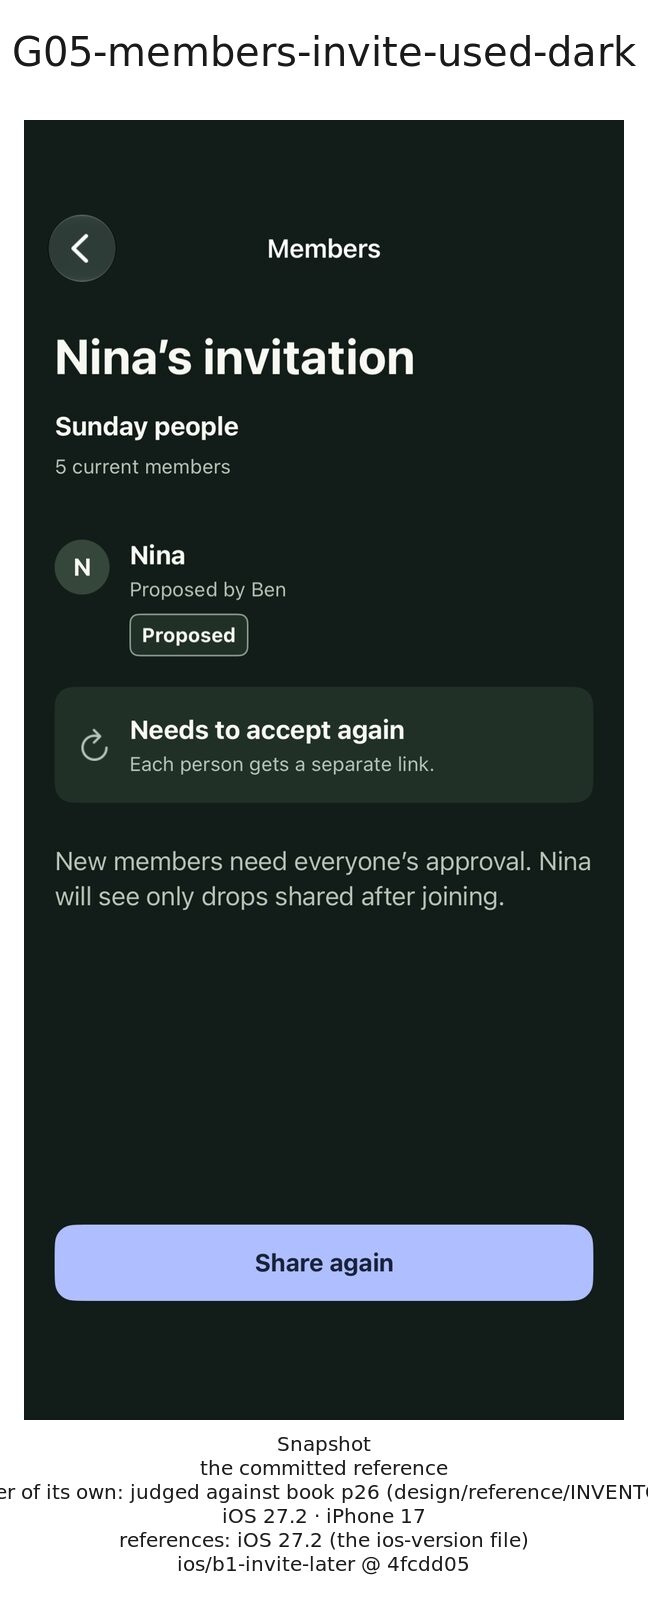 G05-members-invite-used-dark
Members
Nina’s invitation
Sunday people
5 current members
N
Nina
Proposed by Ben
Proposed
Needs to accept again
Each person gets a separate link.
New members need everyone’s approval. Nina
will see only drops shared after joining.
Share again
Snapshot
the committed reference
of its own: judged against book p26 (design/reference/
iOS 27.2 · iPhone 17
references: iOS 27.2 (the ios-version file)
ios/b1-invite-later @ 4fcdd05